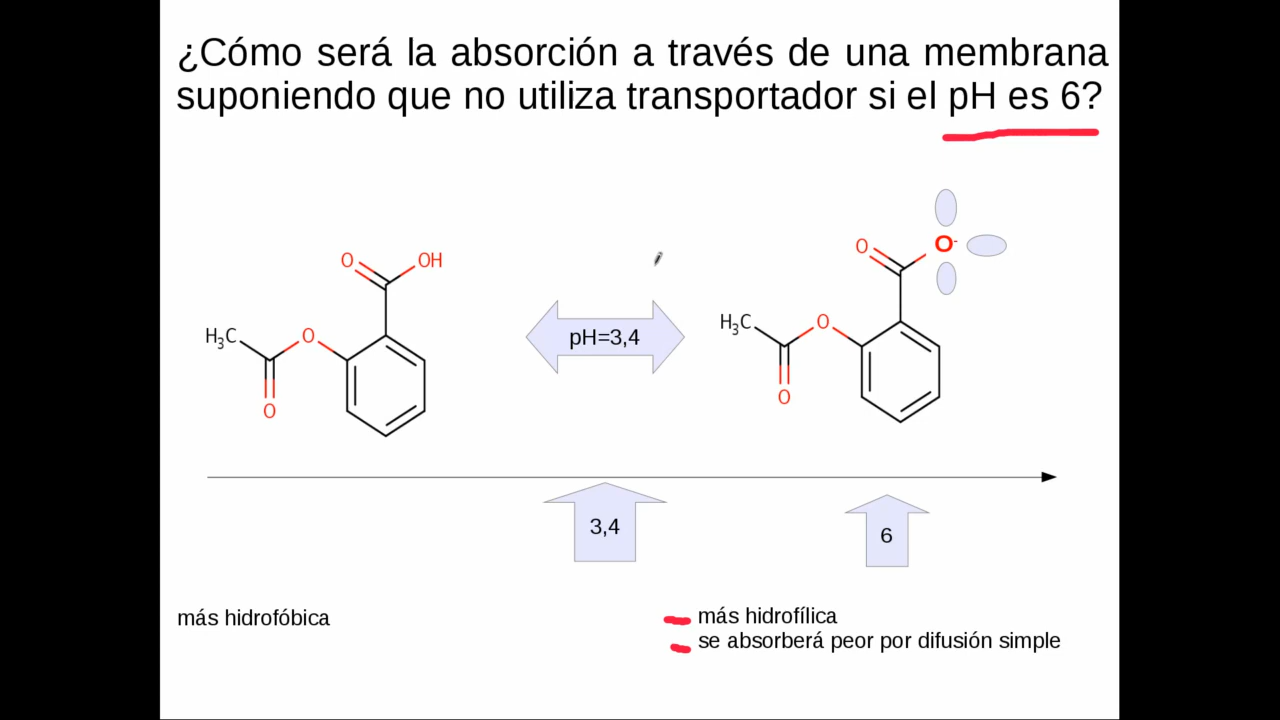 ¿Cómo será la absorción a través de una membrana
suponiendo que no utiliza transportador si el pH es 6?
O
OH
H3C
O
O
pH=3,4
O
O-
H3C
O
O
3,4
6
más hidrofóbica
más hidrofílica
se absorberá peor por difusión simple